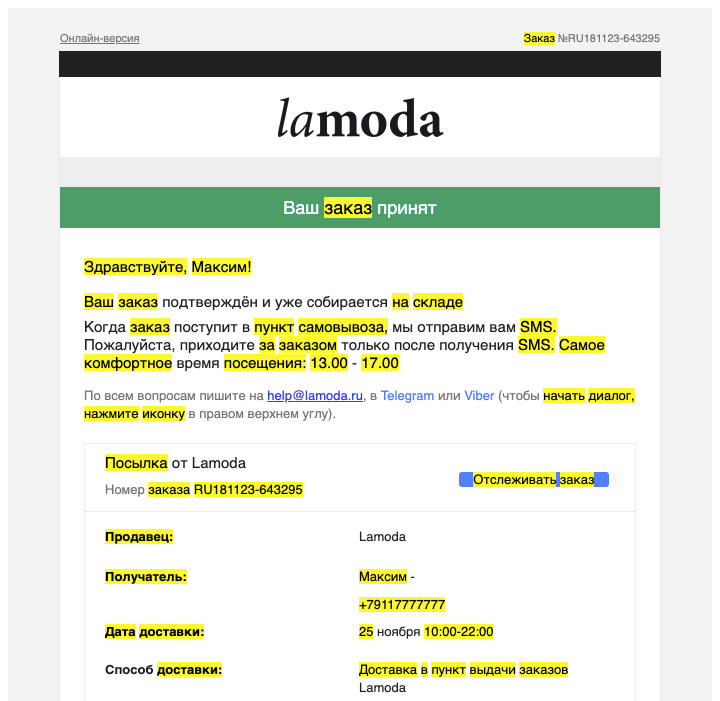 Онлайн-версия
Заказ №RU181123-643295
lamoda
Ваш заказ принят
Здравствуйте, Максим!
Ваш заказ подтверждён и уже собирается на складе
Когда заказ поступит в пункт самовывоза, мы отправим вам SMS.
Пожалуйста, приходите за заказом только после получения SMS. Самое
комфортное время посещения: 13.00 - 17.00
По всем вопросам пишите на help@lamoda.ru, в Telegram или Viber (чтобы начать диалог,
нажмите иконку в правом верхнем углу).
Посылка от Lamoda
Номер заказа RU181123-643295
Отслеживать заказ
Продавец: Lamoda
Получатель: Максим -
+79117777777
Дата доставки: 25 ноября 10:00-22:00
Способ доставки: Доставка в пункт выдачи заказов
Lamoda